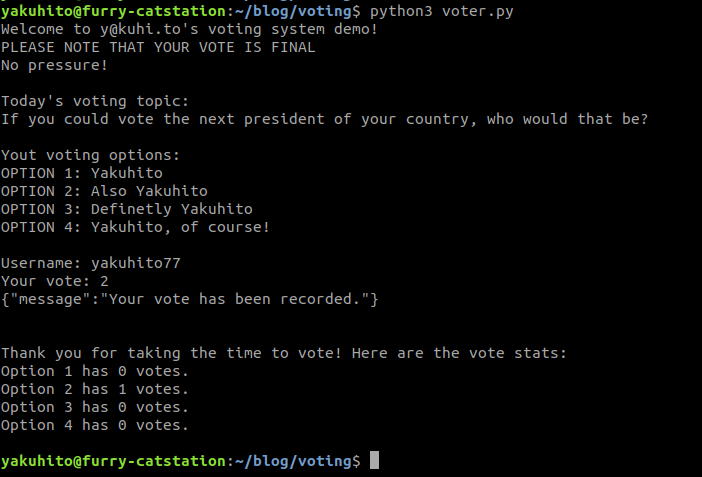 yakuhito@furry-catstation:~/blog/voting$ python3 voter.py
Welcome to y@kuhi.to's voting system demo!
PLEASE NOTE THAT YOUR VOTE IS FINAL
No pressure!
Today's voting topic:
If you could vote the next president of your country, who would that be?
Yout voting options:
OPTION 1: Yakuhito
OPTION 2: Also Yakuhito
OPTION 3: Definetly Yakuhito
OPTION 4: Yakuhito, of course!
Username: yakuhito77
Your vote: 2
{"message":"Your vote has been recorded."}
Thank you for taking the time to vote! Here are the vote stats:
Option 1 has 0 votes.
Option 2 has 1 votes.
Option 3 has 0 votes.
Option 4 has 0 votes.
yakuhito@furry-catstation:~/blog/voting$